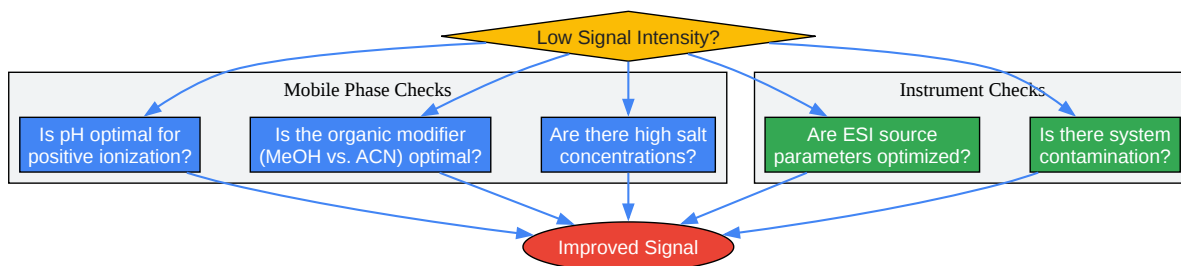 Low Signal Intensity?
Mobile Phase Checks
Instrument Checks
Is pH optimal for
positive ionization?
Is the organic modifier
(MeOH vs. ACN) optimal?
Are there high salt
concentrations?
Are ESI source
parameters optimized?
Is there system
contamination?
Improved Signal